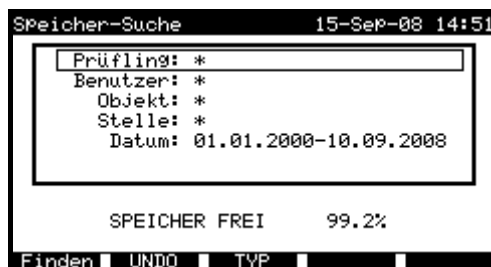 Speicher-Suche 15-Sep-08 14:51
Prüfling: *
Benutzer: *
Objekt: *
Stelle: *
Datum: 01.01.2000-10.09.2008
SPEICHER FREI 99.2%
Finden UNDO TYP